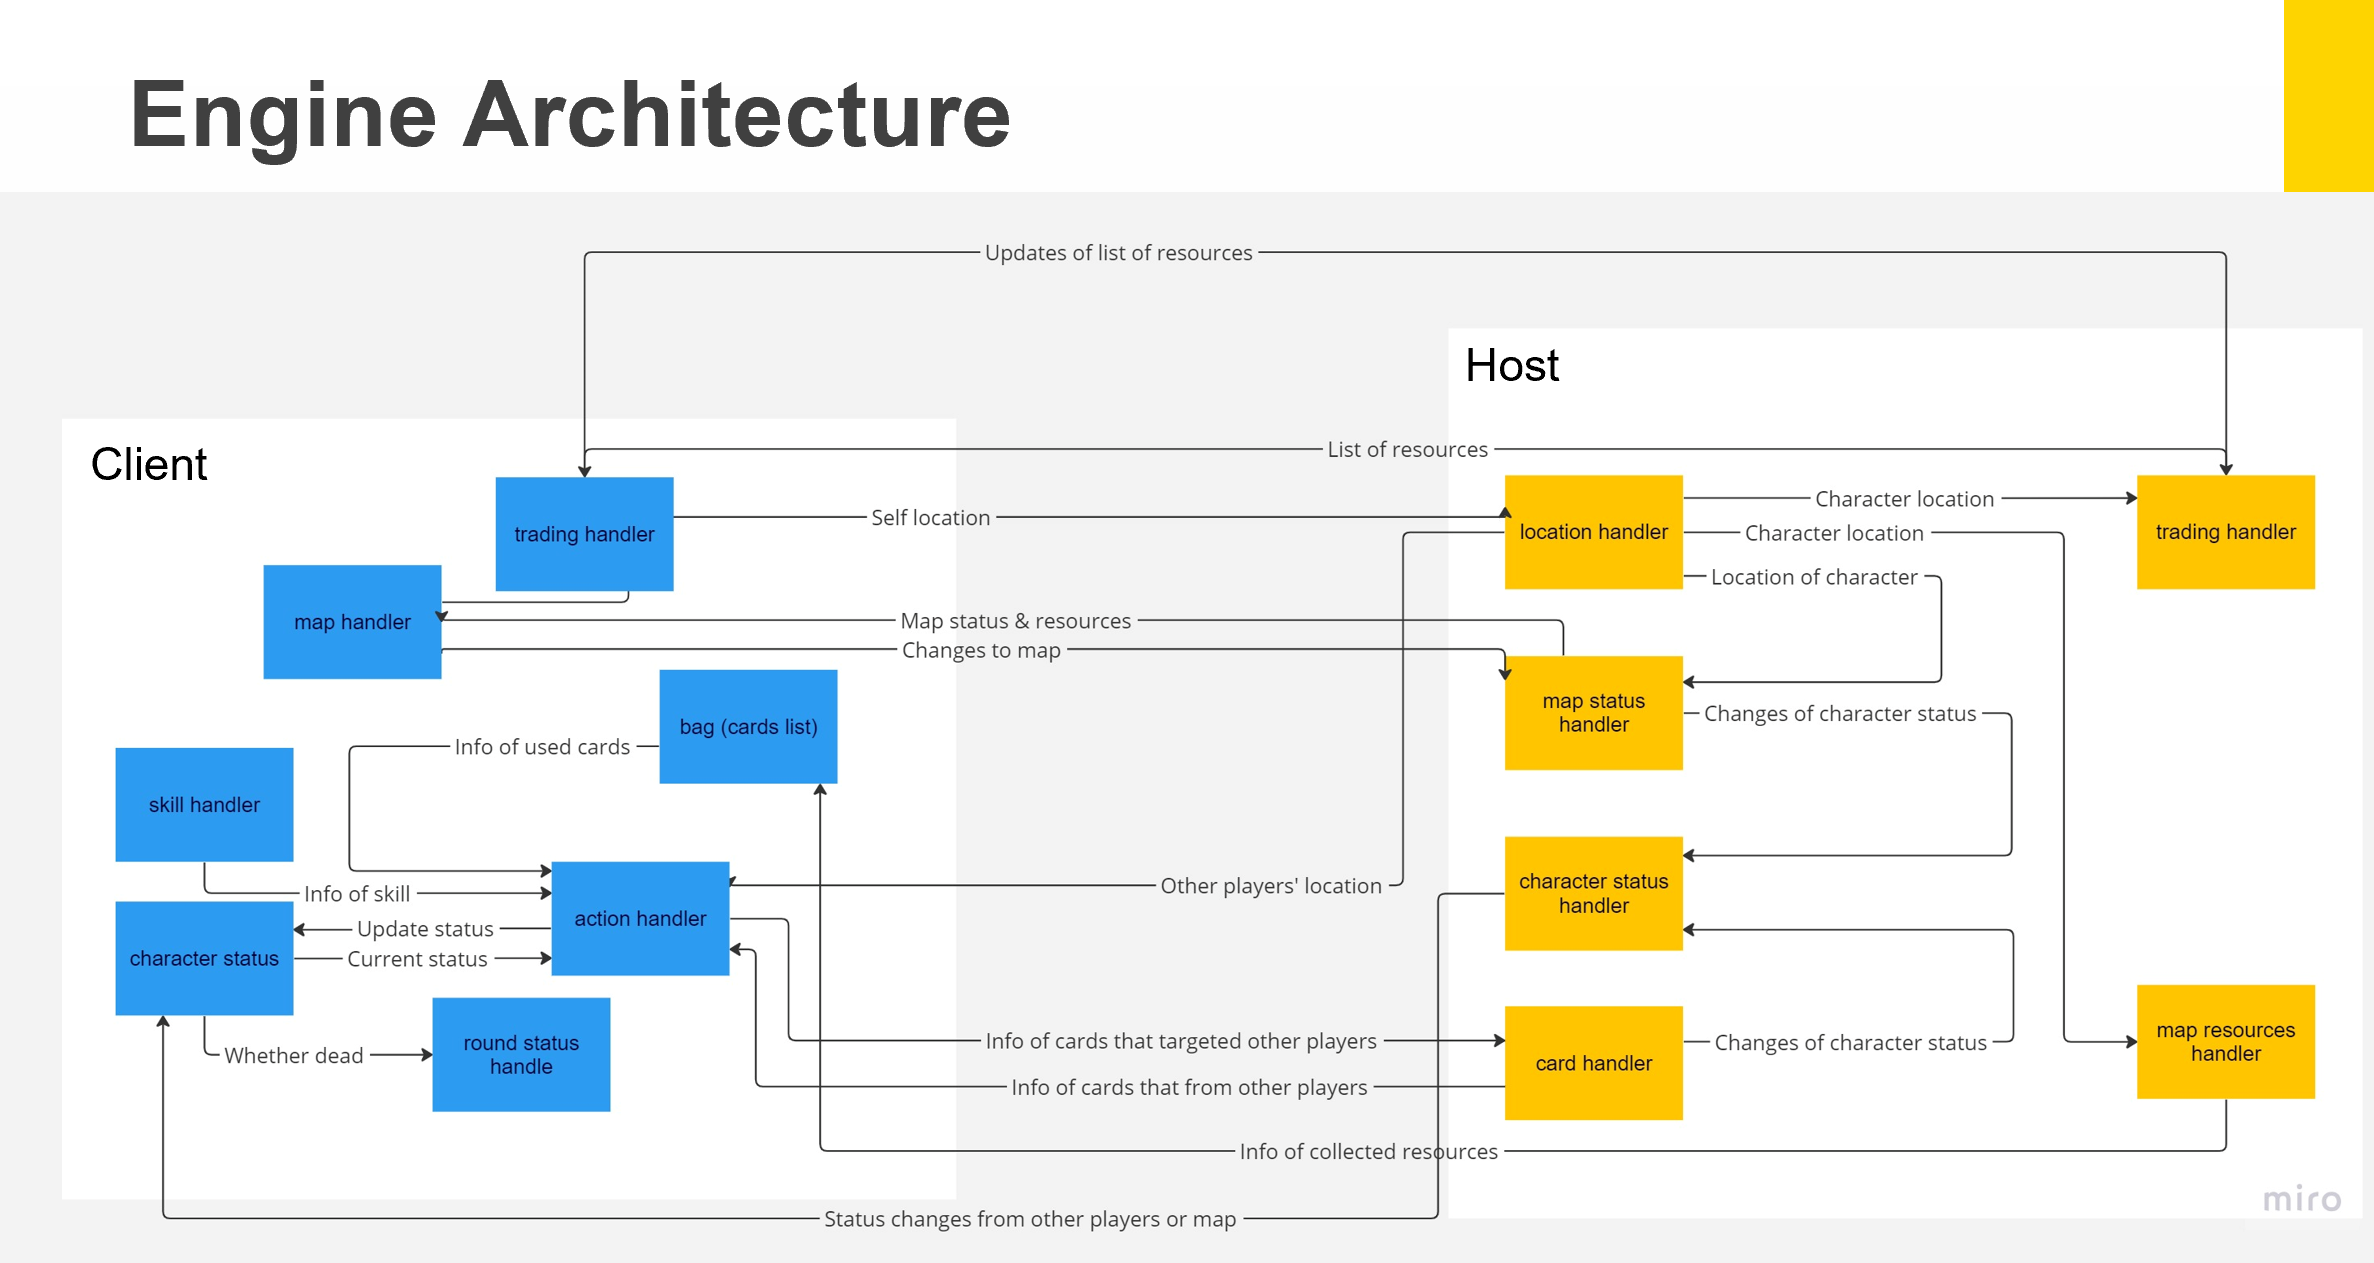 Engine Architecture
Updates of list of resources
Host
Client
List of resources
trading handler
Self location
location handler
Character location
Character location
trading handler
Location of character
map handler
Map status & resources
Changes to map
bag (cards list)
map status
handler
Changes of character status
Info of used cards
skill handler
Info of skill
action handler
Other players' location
character status
handler
Update status
Current status
character status
round status
handle
Whether dead
Info of cards that targeted other players
Info of cards that from other players
card handler
Changes of character status
map resources
handler
Info of collected resources
Status changes from other players or map
miro